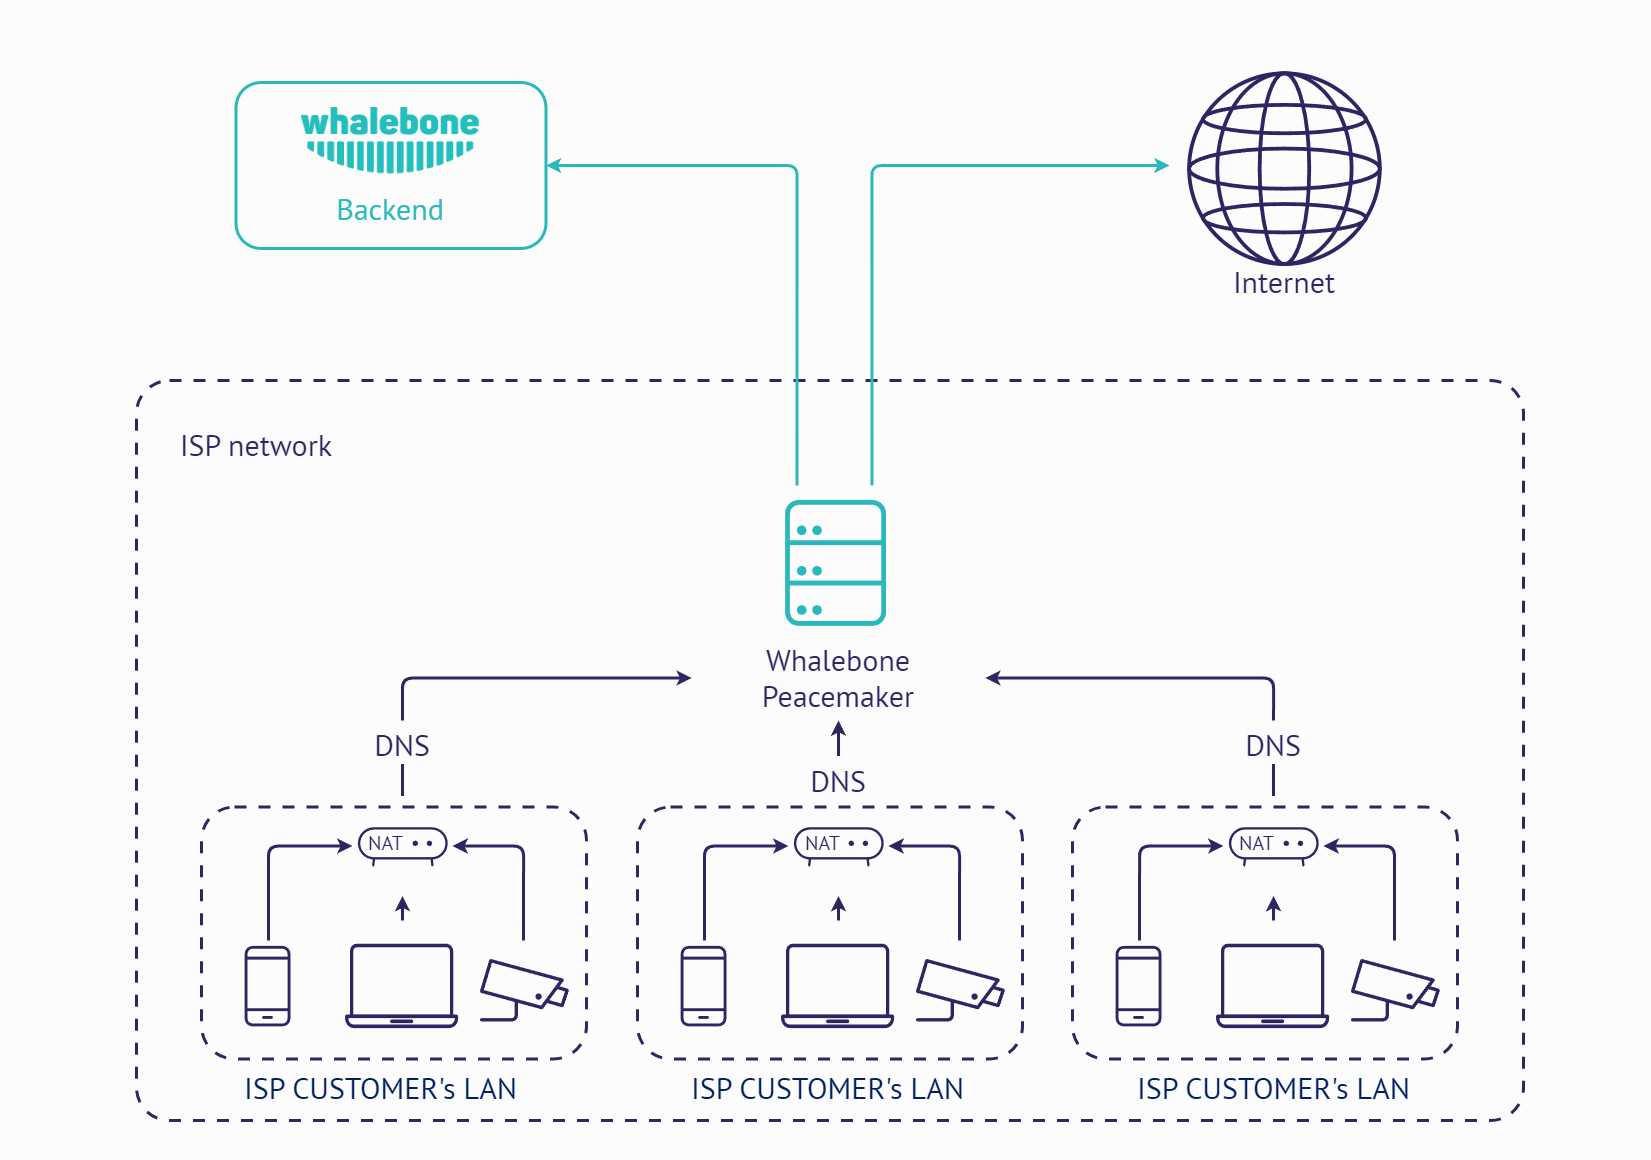 whalebone
Backend
Internet
ISP network
Whalebone
Peacemaker
DNS
DNS
DNS
NAT
NAT
NAT
ISP CUSTOMER's LAN
ISP CUSTOMER's LAN
ISP CUSTOMER's LAN